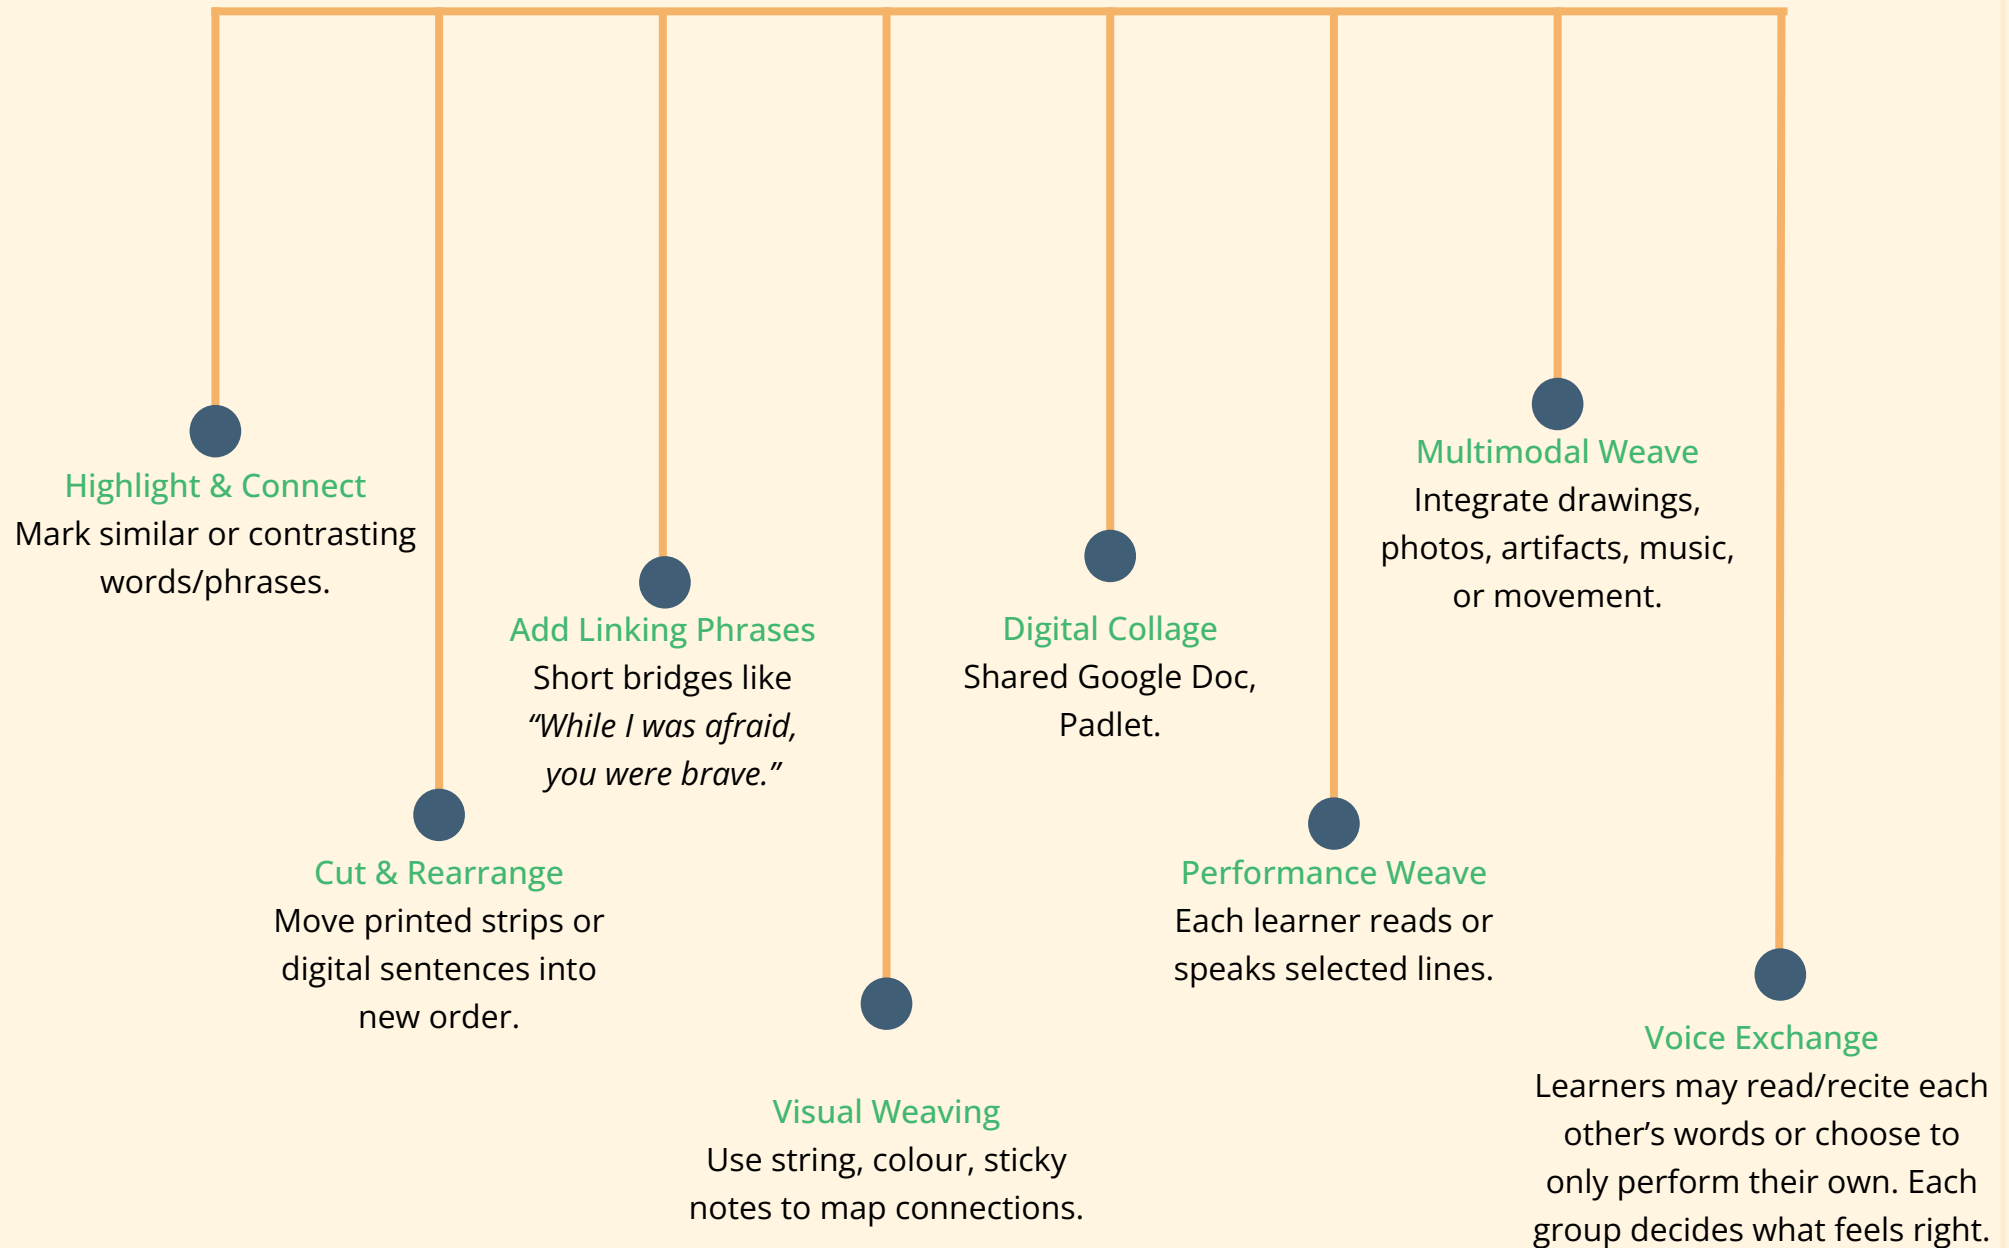 Highlight & Connect
Mark similar or contrasting
words/phrases.
Cut & Rearrange
Move printed strips or
digital sentences into
new order.
Add Linking Phrases
Short bridges like
“While I was afraid,
you were brave.”
Visual Weaving
Use string, colour, sticky
notes to map connections.
Digital Collage
Shared Google Doc,
Padlet.
Performance Weave
Each learner reads or
speaks selected lines.
Multimodal Weave
Integrate drawings,
photos, artifacts, music,
or movement.
Voice Exchange
Learners may read/recite each
other’s words or choose to
only perform their own. Each
group decides what feels right.